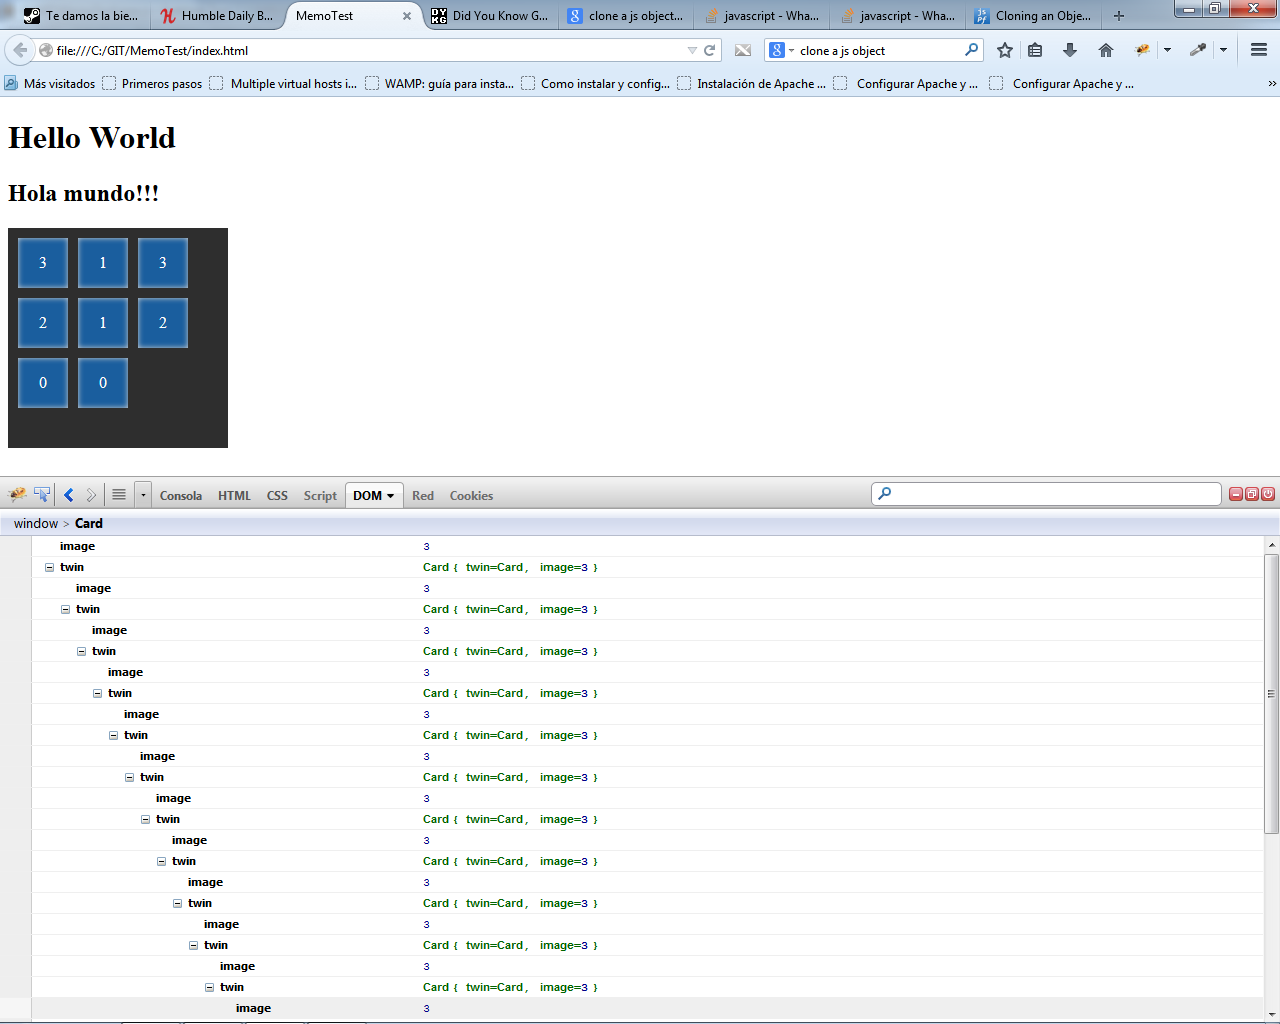 Te damos la bie...
Humble Daily B...
MemoTest
Did You Know G...
clone a js object...
javascript - Wha...
javascript - Wha...
Cloning an Obje...
file:///C:/GIT/MemoTest/index.html
clone a js object
Más visitados
Primeros pasos
Multiple virtual hosts i...
WAMP: guía para insta...
Como instalar y config...
Instalación de Apache ...
Configurar Apache y ...
Configurar Apache y ...
Hello World
Hola mundo!!!
3 1 3
2 1 2
0 0
Consola HTML CSS Script DOM Red Cookies
window > Card
image 3
twin Card { twin=Card, image=3 }
image 3
twin Card { twin=Card, image=3 }
image 3
twin Card { twin=Card, image=3 }
image 3
twin Card { twin=Card, image=3 }
image 3
twin Card { twin=Card, image=3 }
image 3
twin Card { twin=Card, image=3 }
image 3
twin Card { twin=Card, image=3 }
image 3
twin Card { twin=Card, image=3 }
image 3
twin Card { twin=Card, image=3 }
image 3
twin Card { twin=Card, image=3 }
image 3
twin Card { twin=Card, image=3 }
image 3